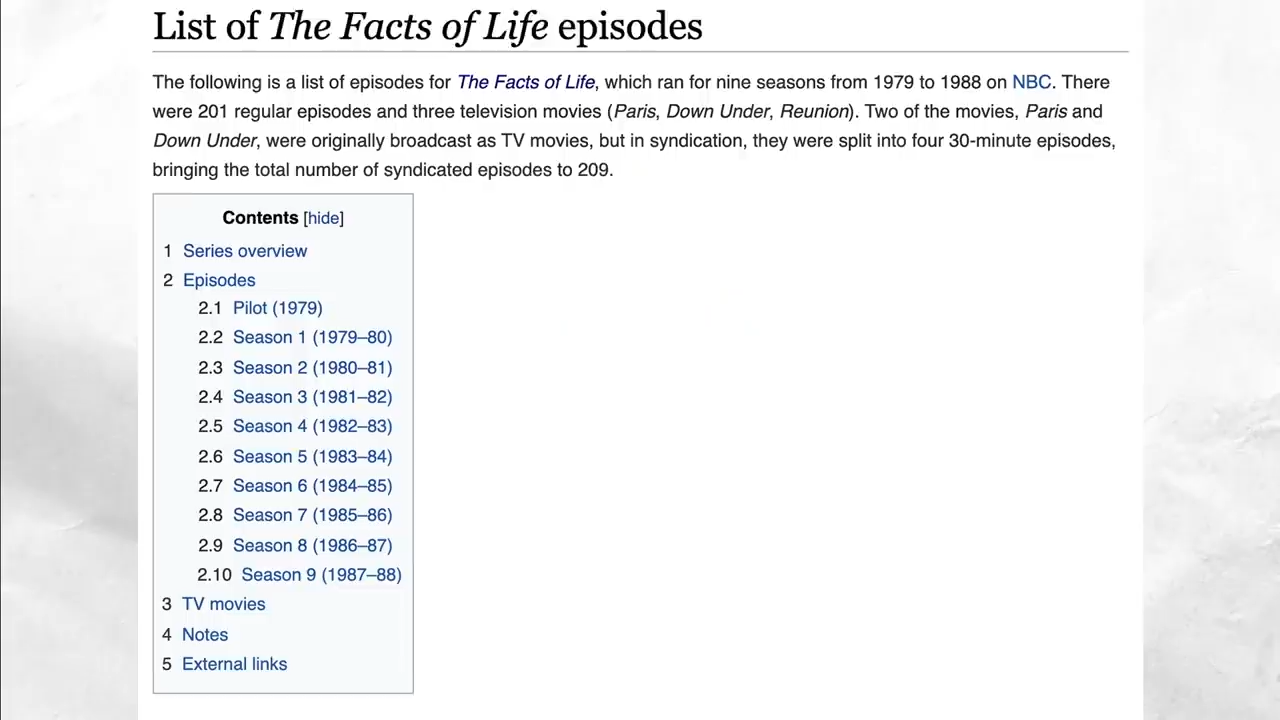 List of The Facts of Life episodes
The following is a list of episodes for The Facts of Life, which ran for nine seasons from 1979 to 1988 on NBC. There
were 201 regular episodes and three television movies (Paris, Down Under, Reunion). Two of the movies, Paris and
Down Under, were originally broadcast as TV movies, but in syndication, they were split into four 30-minute episodes,
bringing the total number of syndicated episodes to 209.
Contents [hide]
1 Series overview
2 Episodes
2.1 Pilot (1979)
2.2 Season 1 (1979–80)
2.3 Season 2 (1980–81)
2.4 Season 3 (1981–82)
2.5 Season 4 (1982–83)
2.6 Season 5 (1983–84)
2.7 Season 6 (1984–85)
2.8 Season 7 (1985–86)
2.9 Season 8 (1986–87)
2.10 Season 9 (1987–88)
3 TV movies
4 Notes
5 External links